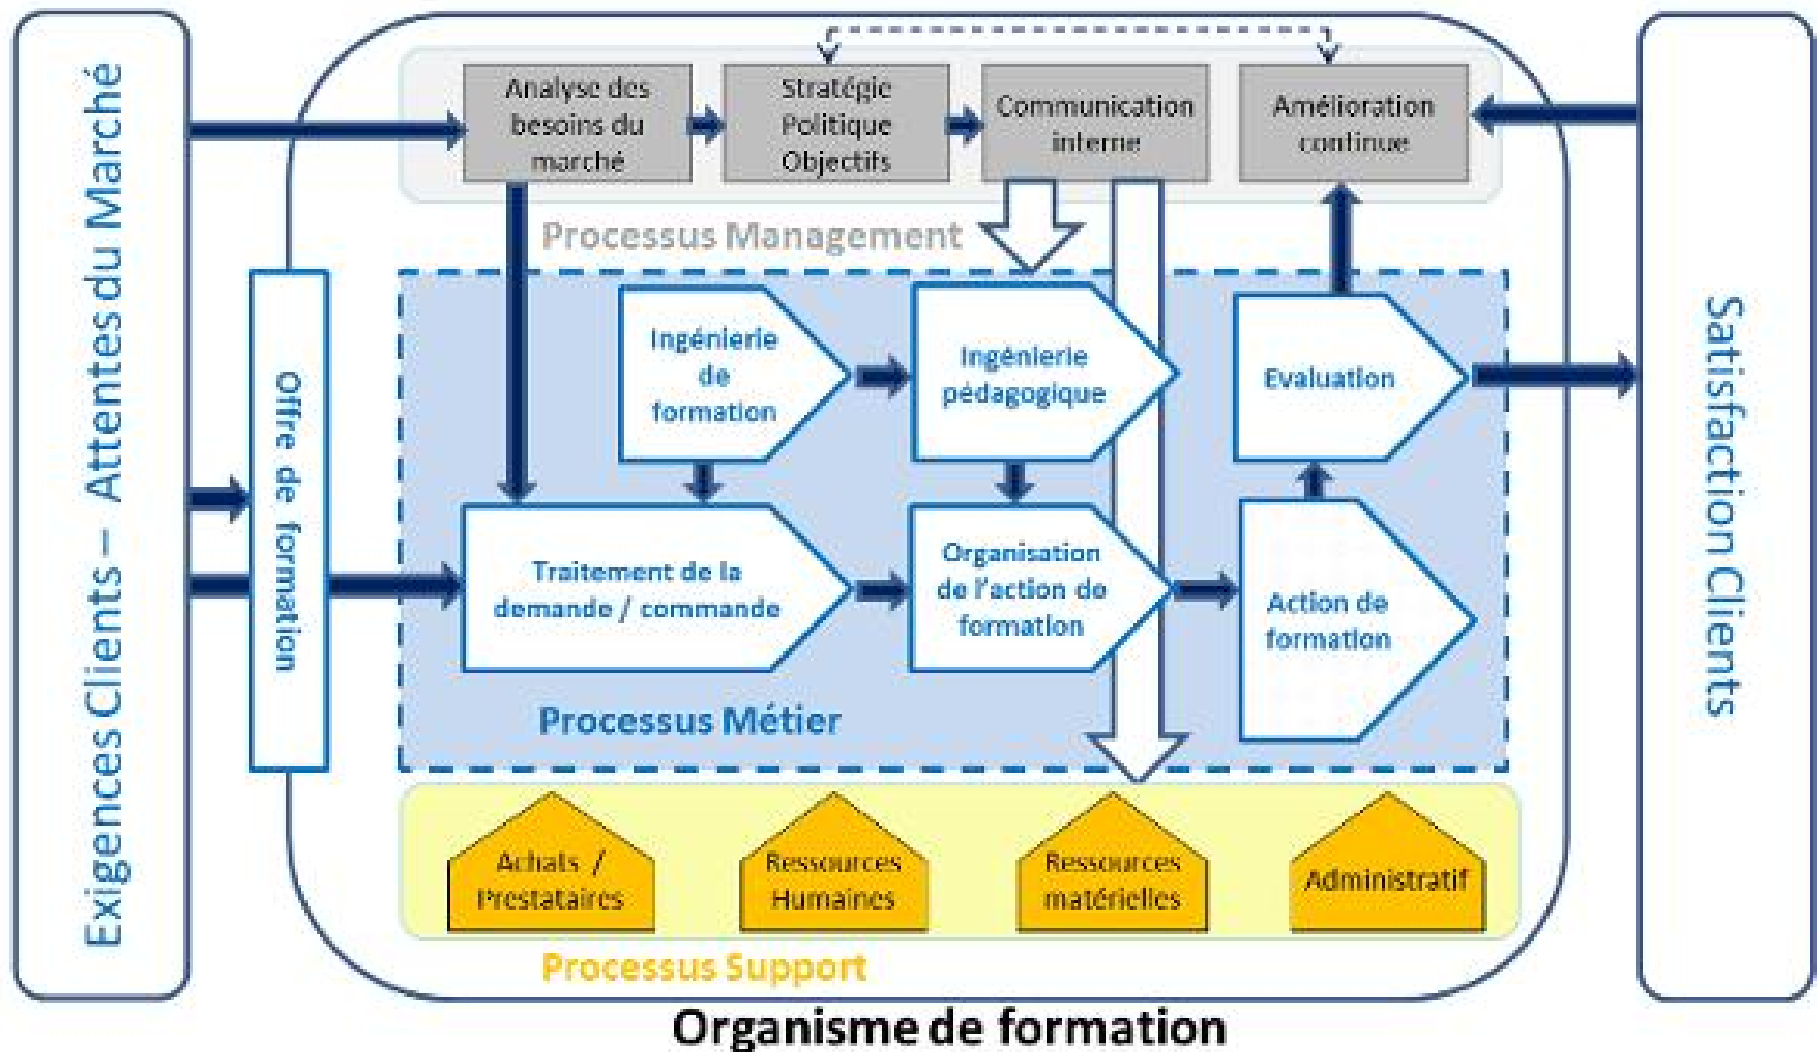 Exigences Clients – Attentes du Marché
Offre de formation
Analyse des
besoins du
marché
Stratégie
Politique
Objectifs
Communication
interne
Amélioration
continue
Processus Management
Ingénierie
de
formation
Ingénierie
pédagogique
Evaluation
Traitement de la
demande / commande
Organisation
de l'action de
formation
Action de
formation
Processus Métier
Achats /
Prestataires
Ressources
Humaines
Ressources
matérielles
Administratif
Processus Support
Satisfaction Clients
Organisme de formation